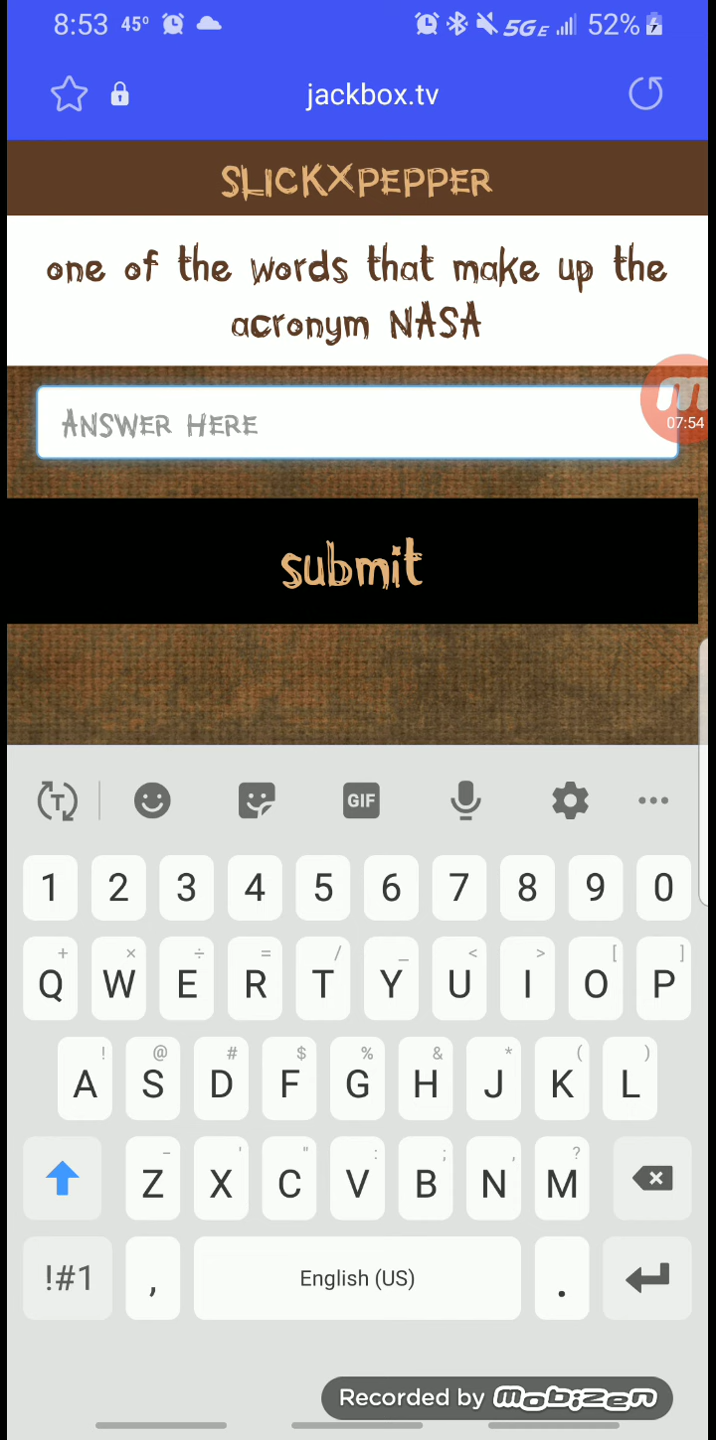 8:53 45° 5GE 52%
jackbox.tv
SLICKXPEPPER
one of the words that make up the
acronym NASA
ANSWER HERE
07:54
submit
T GIF
1 2 3 4 5 6 7 8 9 0
+ × ÷ = / _ < > [ ]
Q W E R T Y U I O P
! @ # $ % & * ( )
A S D F G H J K L
- ' " : ; , ?
Z X C V B N M
!#1 , English (US) .
Recorded by mobizen